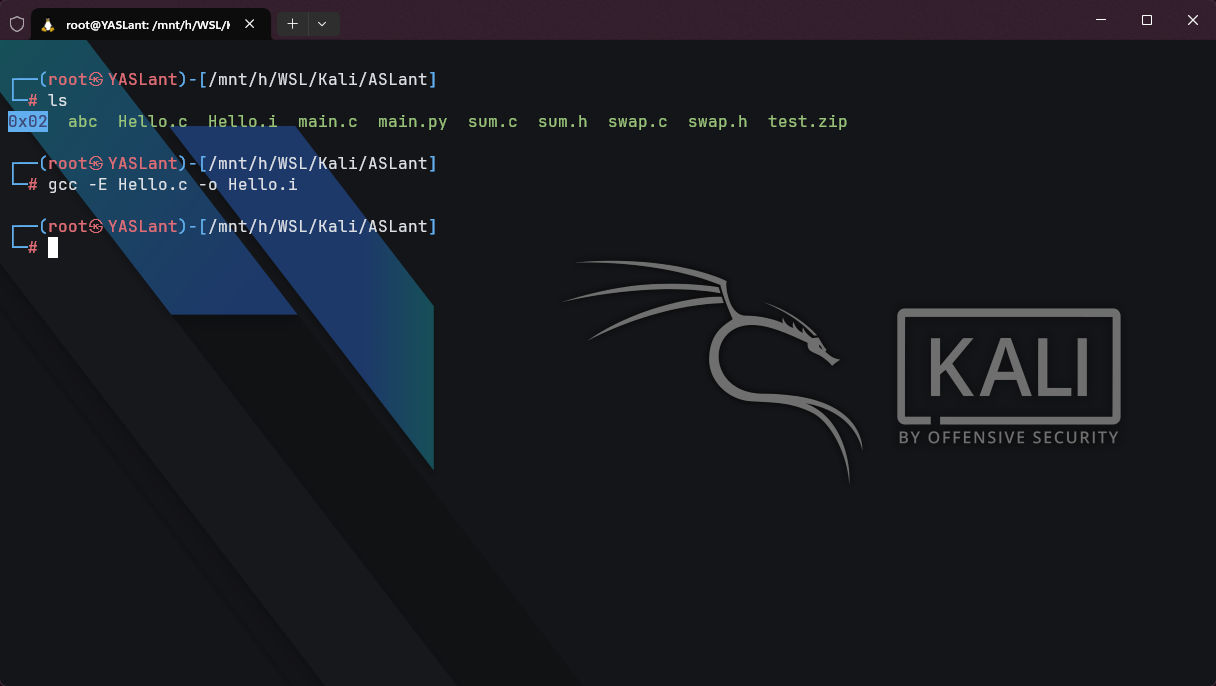 root@YASLant: /mnt/h/WSL/K
┌──(root㉿YASLant)-[/mnt/h/WSL/Kali/ASLant]
└─# ls
0x02  abc  Hello.c  Hello.i  main.c  main.py  sum.c  sum.h  swap.c  swap.h  test.zip
┌──(root㉿YASLant)-[/mnt/h/WSL/Kali/ASLant]
└─# gcc -E Hello.c -o Hello.i
┌──(root㉿YASLant)-[/mnt/h/WSL/Kali/ASLant]
└─#
KALI
BY OFFENSIVE SECURITY